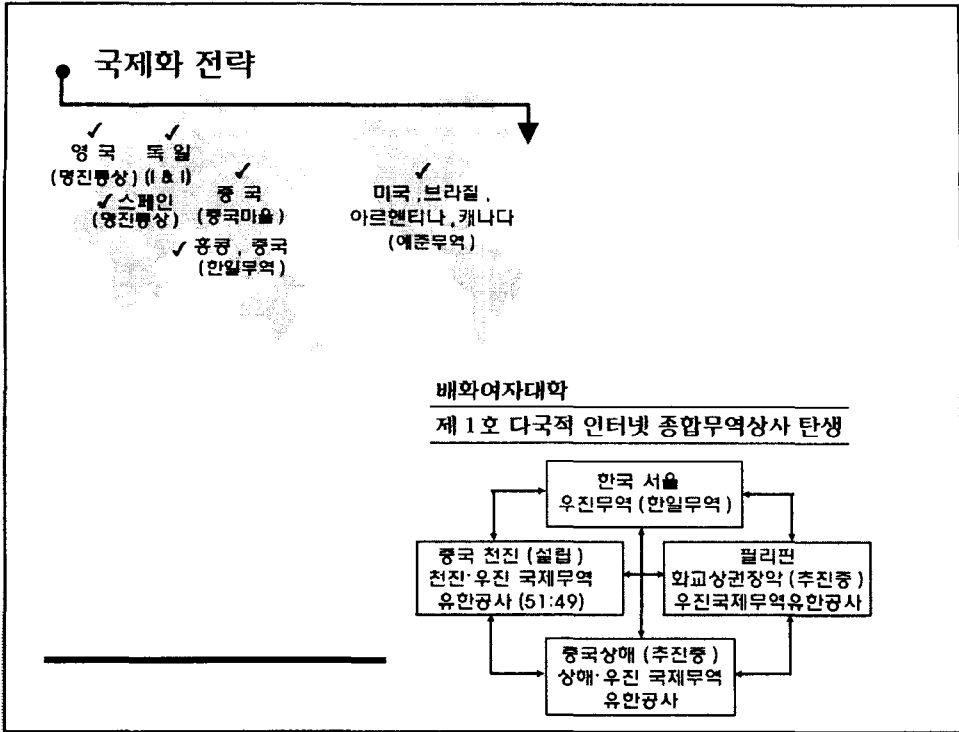 국제화 전략
영국 독일
(명진통상) (I & I)
스페인
(명진통상)
중국
(중국마을)
홍콩, 중국
(한일무역)
미국, 브라질,
아르헨티나, 캐나다
(예준무역)
배화여자대학
제 1호 다국적 인터넷 종합무역상사 탄생
한국 서울
우진무역 (한일무역)
중국 천진 (설립)
천진·우진 국제무역
유한공사 (51:49)
필리핀
화교상권장악 (추진중)
우진국제무역유한공사
중국상해 (추진중)
상해·우진 국제무역
유한공사